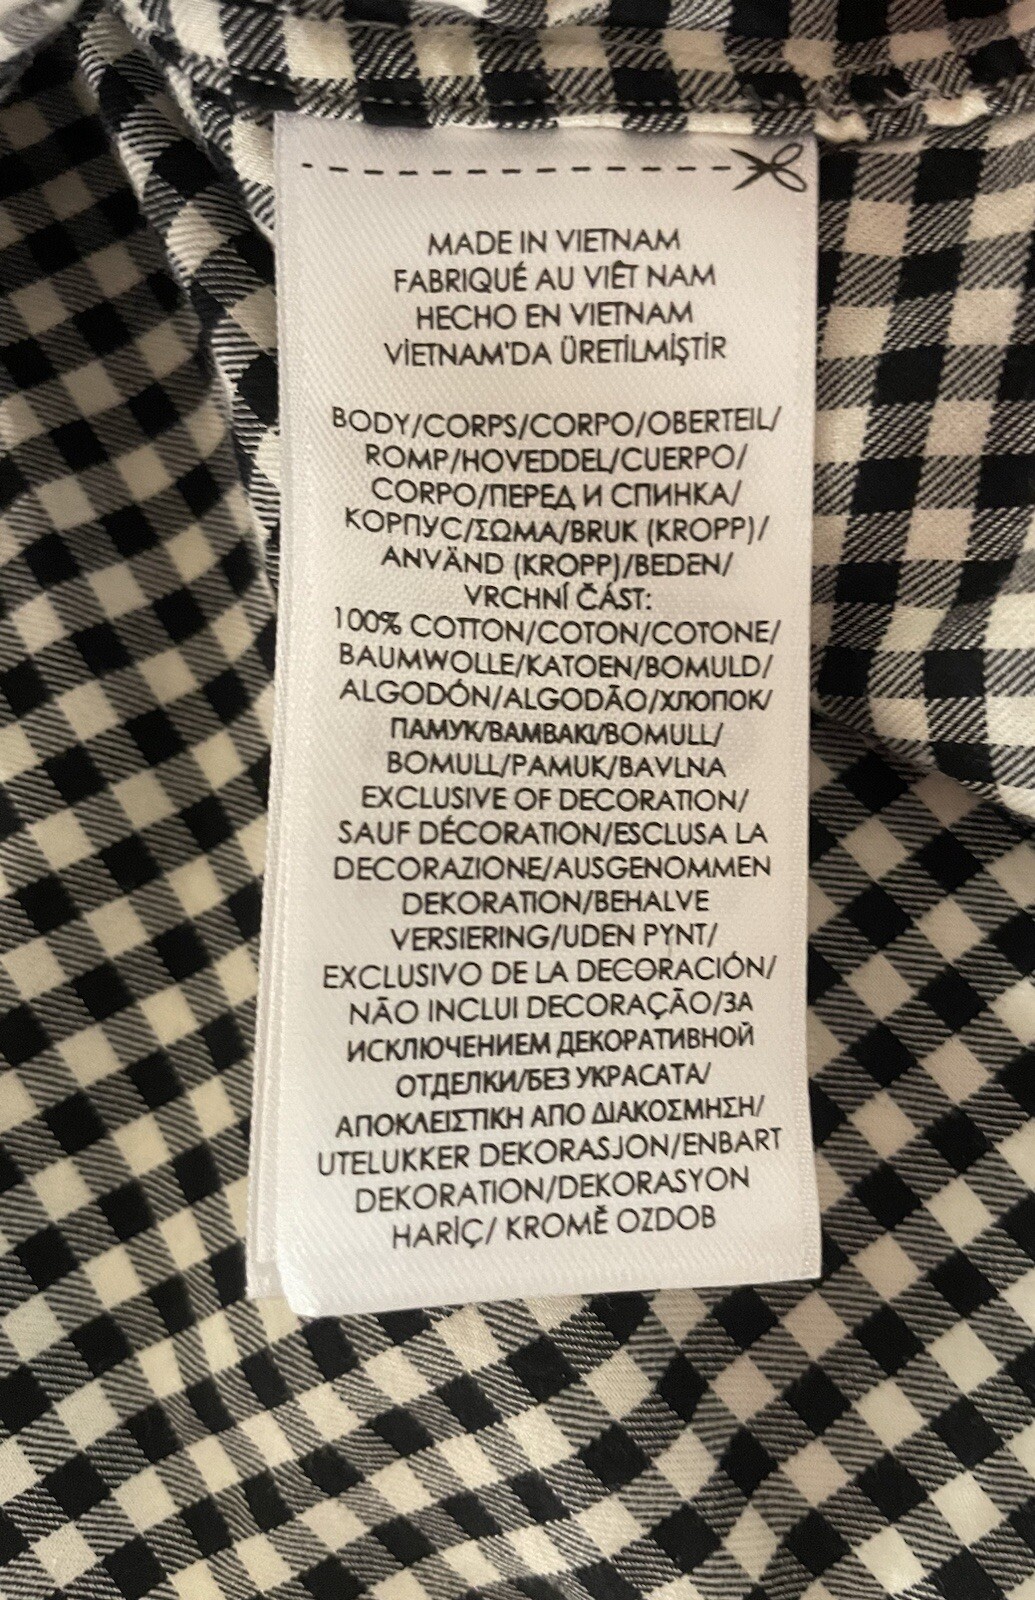 MADE IN VIETNAM
FABRIQUÉ AU VIÊT NAM
HECHO EN VIETNAM
VİETNAM'DA ÜRETİLMİŞTİR
BODY/CORPS/CORPO/OBERTEIL/
ROMP/HOVEDDEL/CUERPO/
CORPO/ПЕРЕД И СПИНКА/
КОРПУС/ΣΩΜΑ/BRUK (KROPP)/
ANVÄND (KROPP)/BEDEN/
VRCHNÍ ČÁST:
100% COTTON/COTON/COTONE/
BAUMWOLLE/KATOEN/BOMULD/
ALGODÓN/ALGODÃO/ХЛОПОК/
ПАМУК/ΒΑΜΒΑΚΙ/BOMULL/
BOMULL/PAMUK/BAVLNA
EXCLUSIVE OF DECORATION/
SAUF DÉCORATION/ESCLUSA LA
DECORAZIONE/AUSGENOMMEN
DEKORATION/BEHALVE
VERSIERING/UDEN PYNT/
EXCLUSIVO DE LA DECORACIÓN/
NÃO INCLUI DECORAÇÃO/ЗА
ИСКЛЮЧЕНИЕМ ДЕКОРАТИВНОЙ
ОТДЕЛКИ/БЕЗ УКРАСАТА/
ΑΠΟΚΛΕΙΣΤΙΚΗ ΑΠΟ ΔΙΑΚΟΣΜΗΣΗ/
UTELUKKER DEKORASJON/ENBART
DEKORATION/DEKORASYON
HARİÇ/ KROMĚ OZDOB